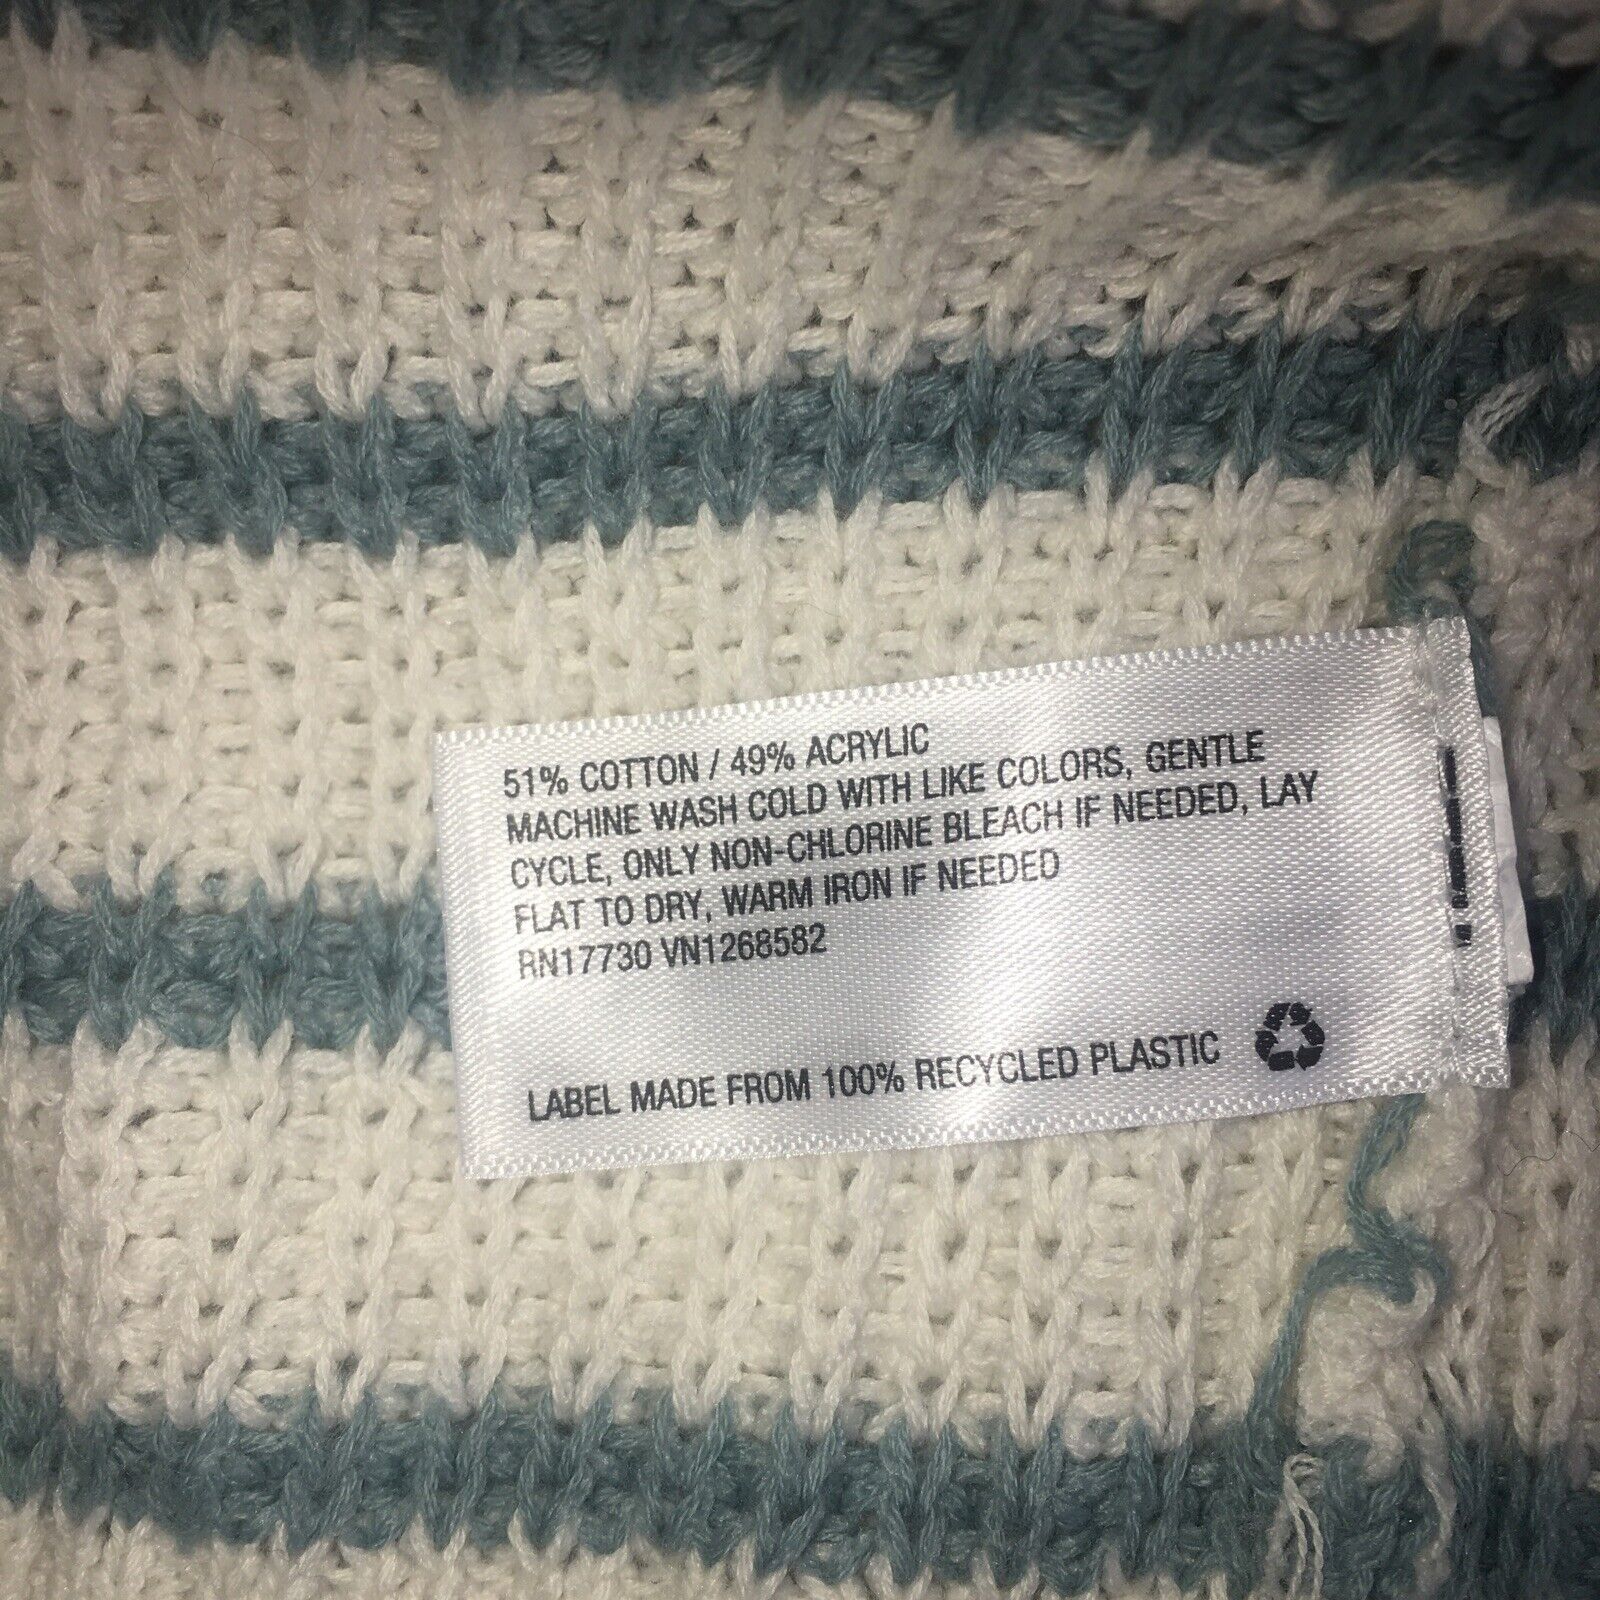 51% COTTON / 49% ACRYLIC
MACHINE WASH COLD WITH LIKE COLORS, GENTLE
CYCLE, ONLY NON-CHLORINE BLEACH IF NEEDED, LAY
FLAT TO DRY, WARM IRON IF NEEDED
RN17730 VN1268582
LABEL MADE FROM 100% RECYCLED PLASTIC